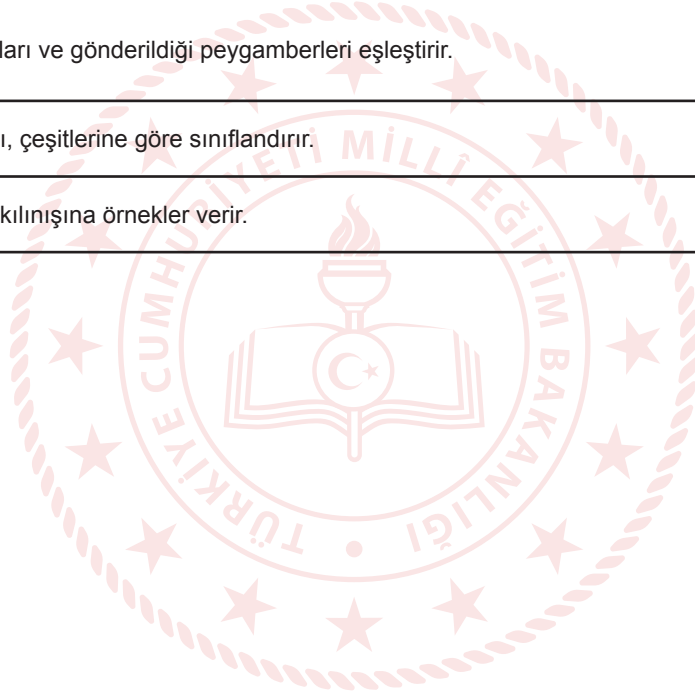 ları ve gönderildiği peygamberleri eşleştirir.
ı, çeşitlerine göre sınıflandırır.
kılınışına örnekler verir.
TÜRKİYE CUMHURİYETİ MİLLÎ EĞİTİM BAKANLIĞI